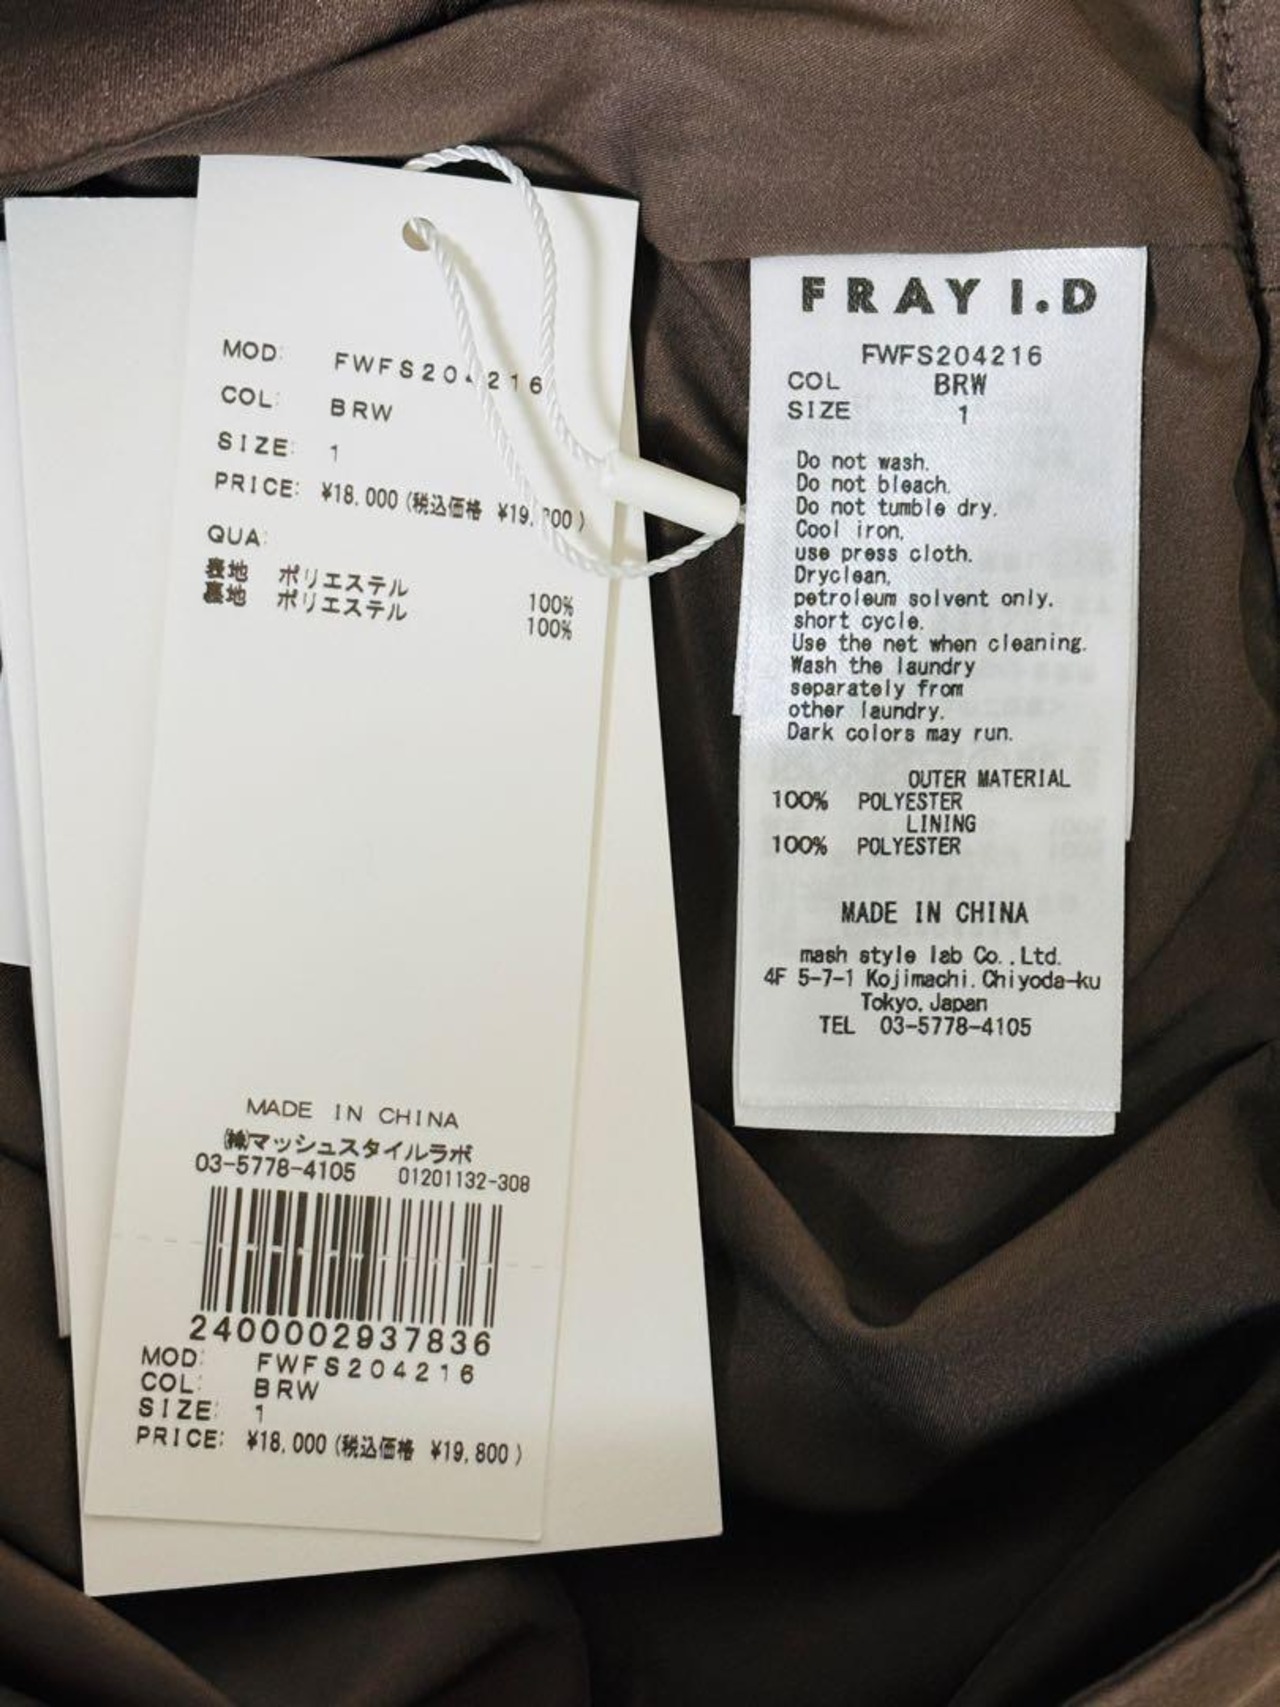 MOD: FWFS204216
COL: BRW
SIZE: 1
PRICE: ¥18,000 (税込価格 ¥19,800)
QUA:
表地 ポリエステル 100%
裏地 ポリエステル 100%
MADE IN CHINA
㈱マッシュスタイルラボ
03-5778-4105 01201132-308
2400002937836
MOD: FWFS204216
COL: BRW
SIZE: 1
PRICE: ¥18,000 (税込価格 ¥19,800)
FRAY I.D
FWFS204216
COL BRW
SIZE 1
Do not wash.
Do not bleach.
Do not tumble dry.
Cool iron,
use press cloth.
Dryclean,
petroleum solvent only.
short cycle.
Use the net when cleaning.
Wash the laundry
separately from
other laundry.
Dark colors may run.
OUTER MATERIAL
100% POLYESTER
LINING
100% POLYESTER
MADE IN CHINA
mash style lab Co.,Ltd.
4F 5-7-1 Kojimachi.Chiyoda-ku
Tokyo,Japan
TEL 03-5778-4105